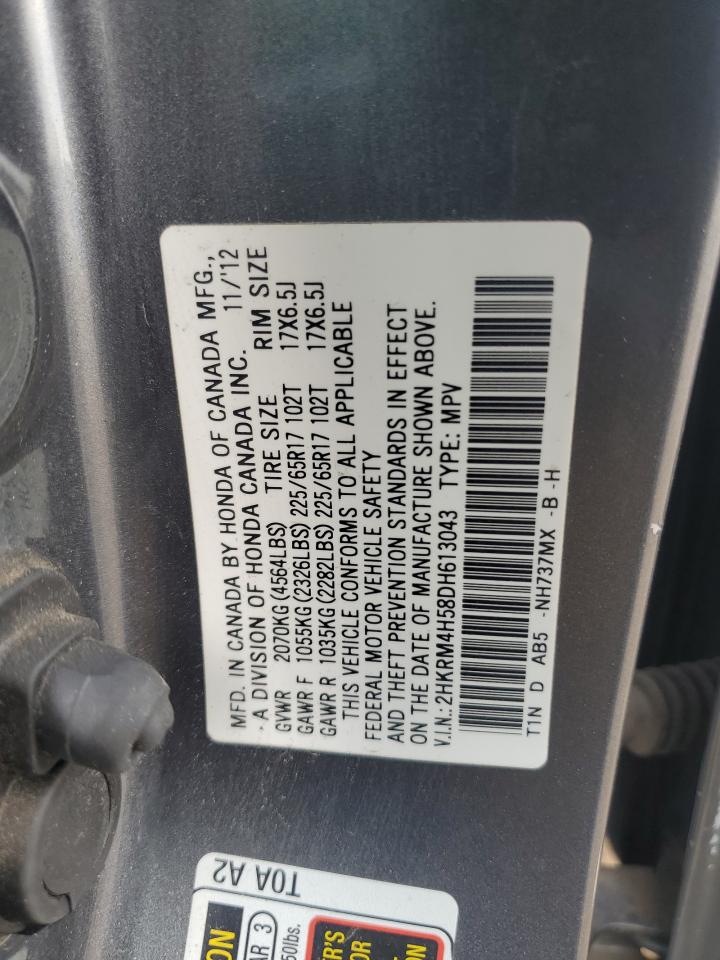 MFD. IN CANADA BY HONDA OF CANADA MFG.,
A DIVISION OF HONDA CANADA INC. 11/'12
GVWR 2070KG (4564LBS) TIRE SIZE RIM SIZE
GAWR F 1055KG (2326LBS) 225/65R17 102T 17X6.5J
GAWR R 1035KG (2282LBS) 225/65R17 102T 17X6.5J
THIS VEHICLE CONFORMS TO ALL APPLICABLE
FEDERAL MOTOR VEHICLE SAFETY
AND THEFT PREVENTION STANDARDS IN EFFECT
ON THE DATE OF MANUFACTURE SHOWN ABOVE.
V.I.N.: 2HKRM4H58DH613043 TYPE: MPV
T1N D AB5 -NH737MX -B -H
T0A A2